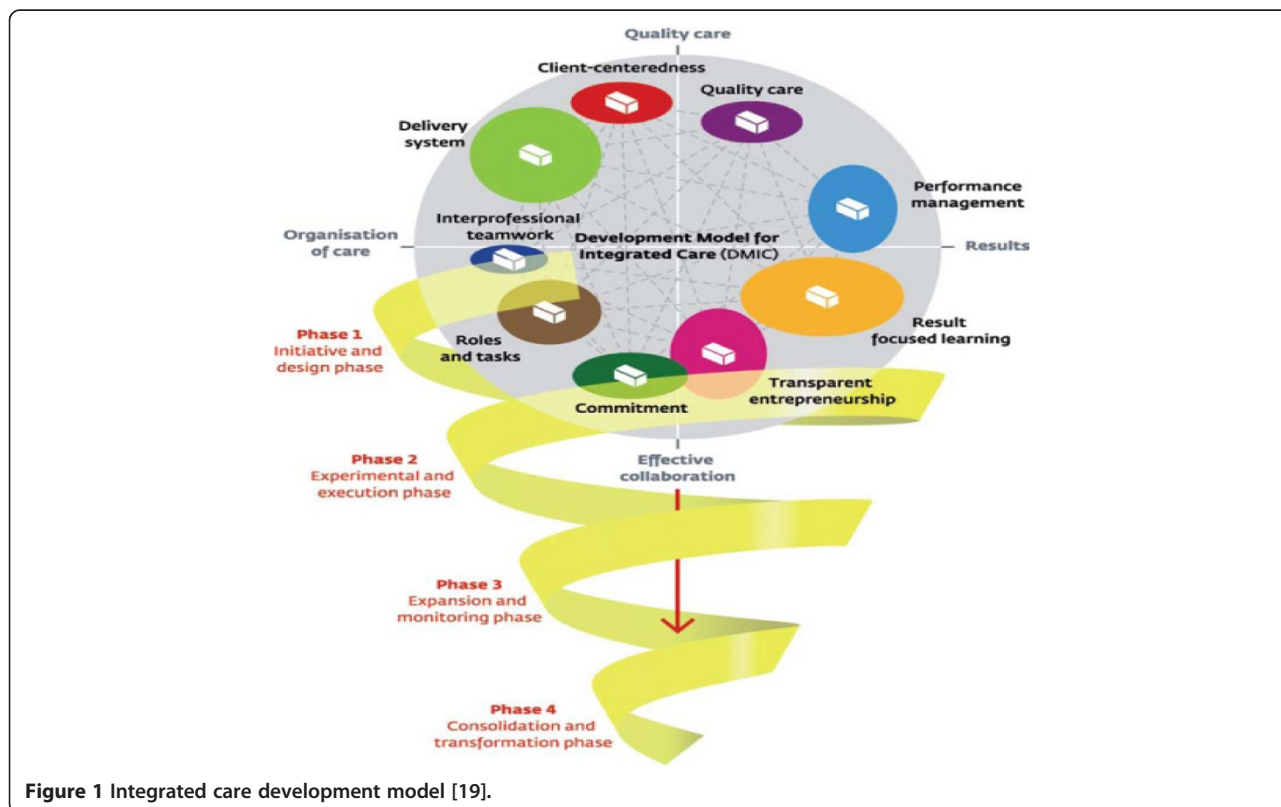 Quality care
Client-centeredness
Quality care
Delivery
system
Performance
management
Interprofessional
teamwork
Organisation
of care
Development Model for
Integrated Care (DMIC)
Results
Phase 1
Initiative and
design phase
Roles
and tasks
Result
focused learning
Commitment
Transparent
entrepreneurship
Effective
collaboration
Phase 2
Experimental and
execution phase
Phase 3
Expansion and
monitoring phase
Phase 4
Consolidation and
transformation phase
Figure 1 Integrated care development model [19].